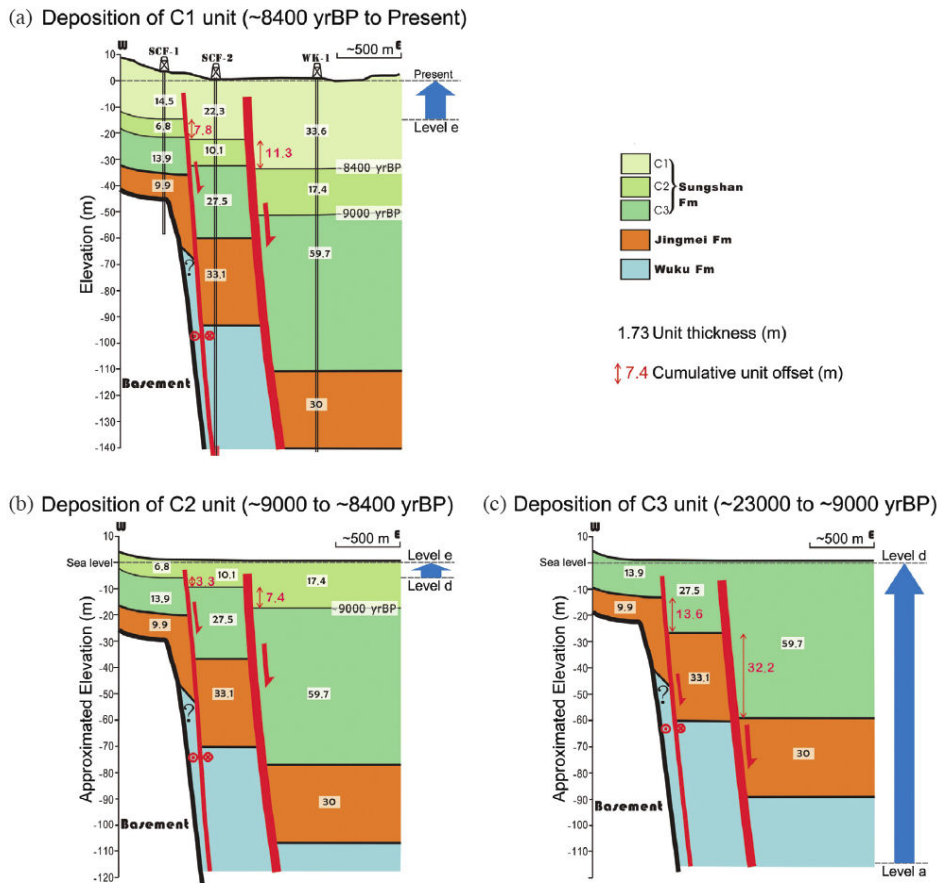 (a) Deposition of C1 unit (~8400 yrBP to Present)
W
SCF-1
SCF-2
WK-1
~500 m
E
10
0
-10
-20
-30
-40
-50
-60
-70
-80
-90
-100
-110
-120
-130
-140
Elevation (m)
14,5
22,3
33,6
6,8
7.8
10,1
11.3
8400 yrBP
13,9
17,4
9.9
27,5
9000 yrBP
59,7
?
33,1
Basement
30
Present
Level e
C1
C2
Sungshan
Fm
C3
Jingmei Fm
Wuku Fm
1.73 Unit thickness (m)
7.4 Cumulative unit offset (m)
(b) Deposition of C2 unit (~9000 to ~8400 yrBP)
W
~500 m
E
10
Sea level
-10
-20
-30
-40
-50
-60
-70
-80
-90
-100
-110
-120
Approximated Elevation (m)
6,8
10,1
17,4
3.3
7.4
9000 yrBP
13,9
27,5
9.9
33,1
59,7
?
30
Basement
Level e
Level d
(c) Deposition of C3 unit (~23000 to ~9000 yrBP)
W
~500 m
E
10
Sea level
-10
-20
-30
-40
-50
-60
-70
-80
-90
-100
-110
Approximated Elevation (m)
13,9
27,5
9.9
13.6
59,7
32.2
33,1
?
30
Basement
Level d
Level a